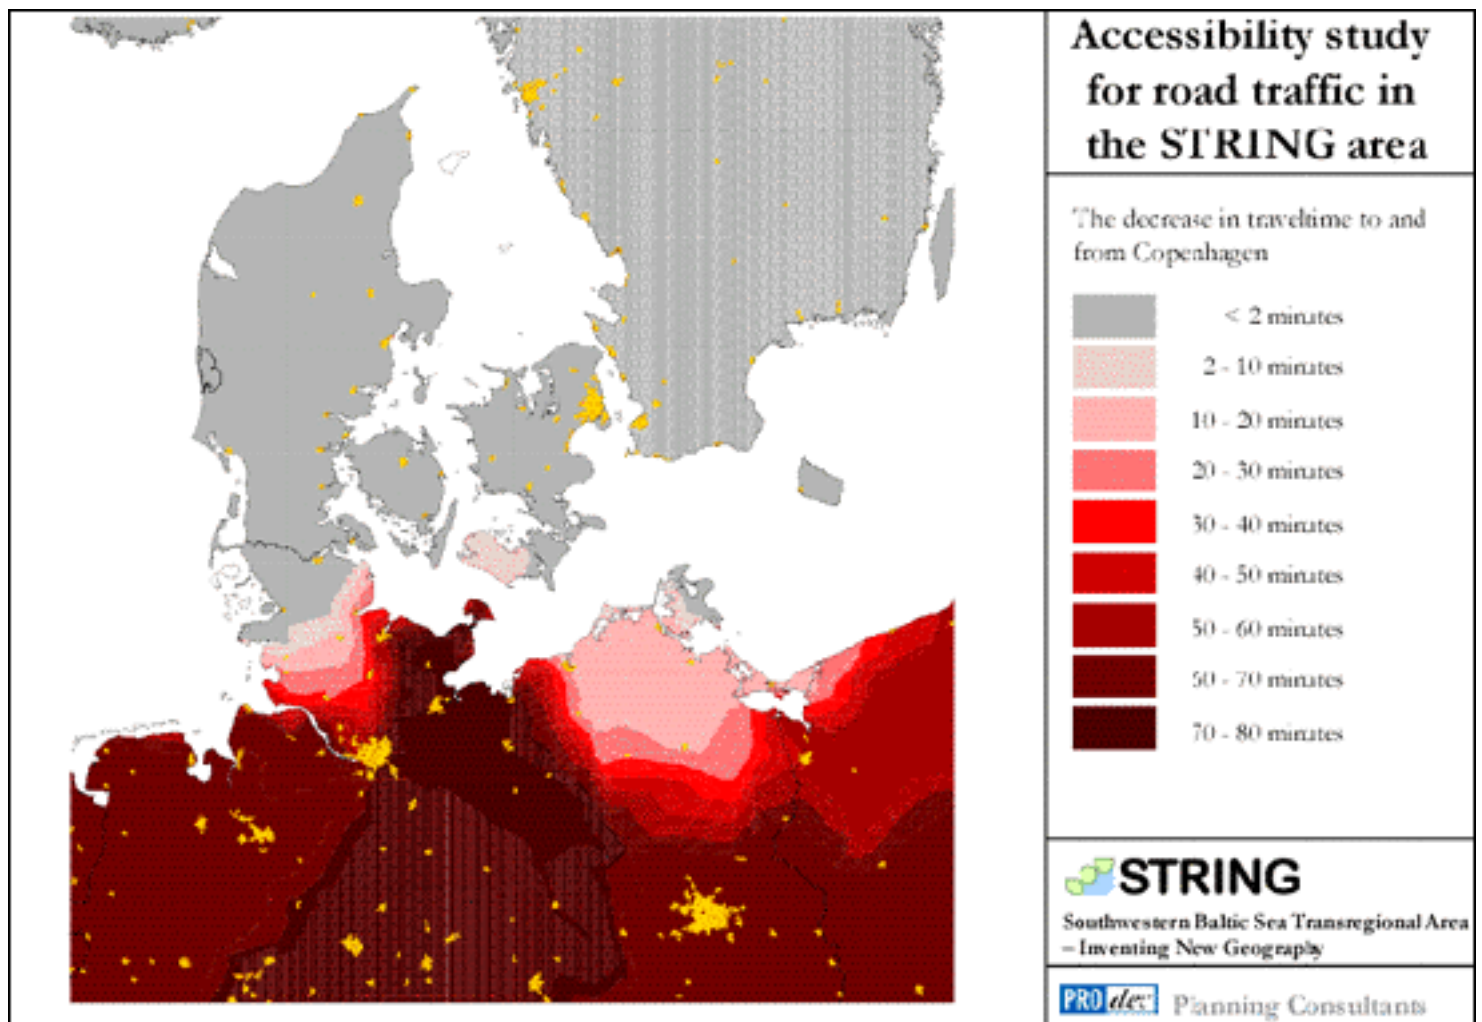 Accessibility study
for road traffic in
the STRING area
The decrease in traveltime to and
from Copenhagen
< 2 minutes
2 - 10 minutes
10 - 20 minutes
20 - 30 minutes
30 - 40 minutes
40 - 50 minutes
50 - 60 minutes
50 - 70 minutes
70 - 80 minutes
STRING
Southwestern Baltic Sea Transregional Area
– Inventing New Geography
PRO dec Planning Consultants